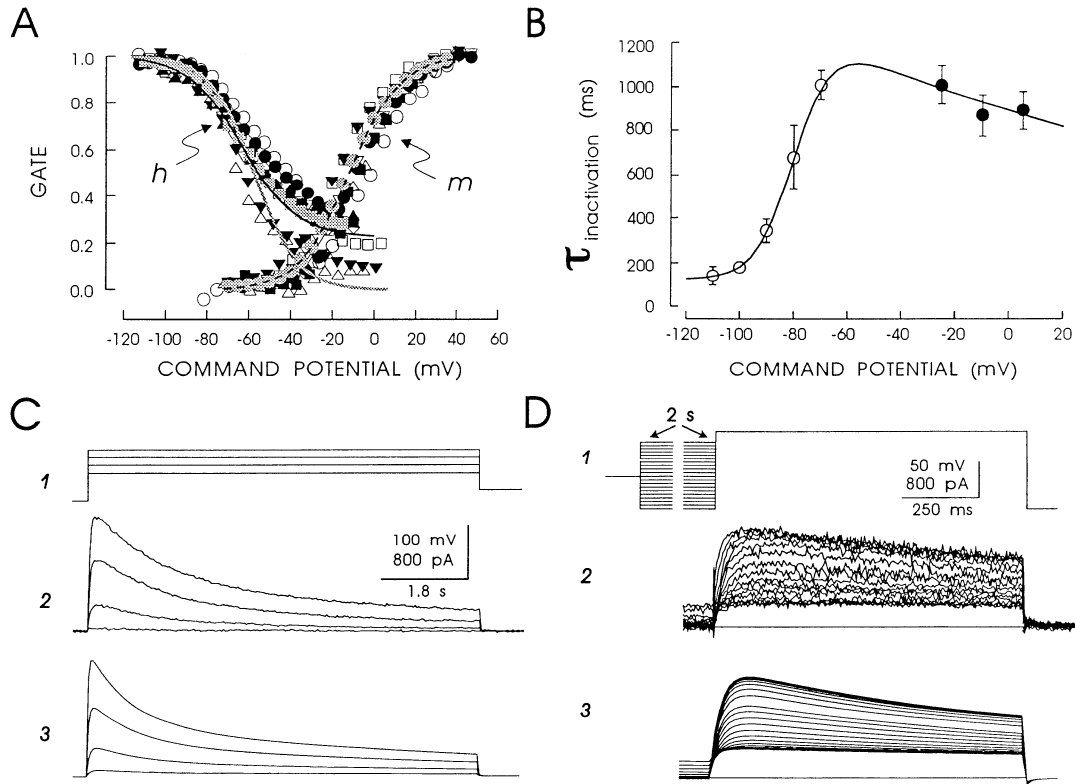 A
GATE
1.0
0.8
0.6
0.4
0.2
0.0
h
m
-120 -100 -80 -60 -40 -20 0 20 40 60
COMMAND POTENTIAL (mV)
B
τ inactivation (ms)
1200
1000
800
600
400
200
0
-120 -100 -80 -60 -40 -20 0 20
COMMAND POTENTIAL (mV)
C
1
2
100 mV
800 pA
1.8 s
3
D
2 s
1
50 mV
800 pA
250 ms
2
3